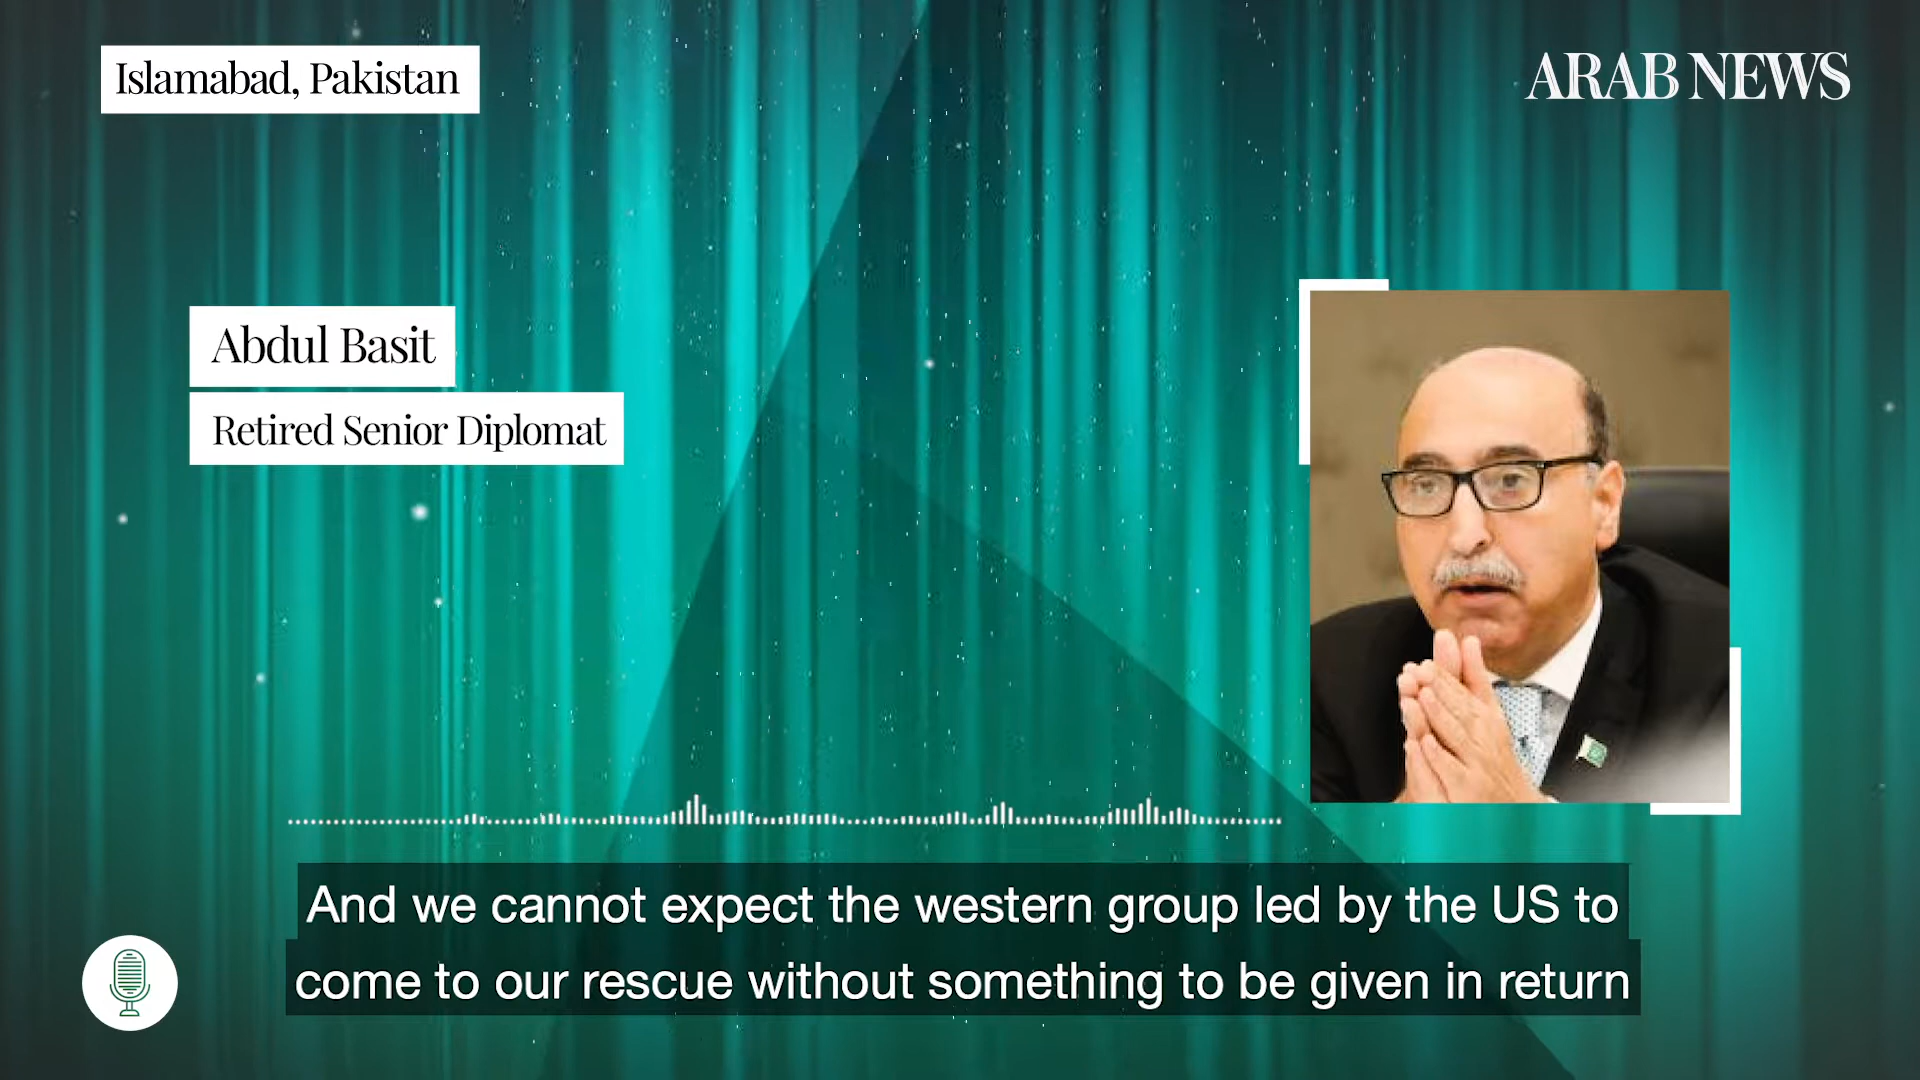 Islamabad, Pakistan
ARAB NEWS
Abdul Basit
Retired Senior Diplomat
And we cannot expect the western group led by the US to
come to our rescue without something to be given in return